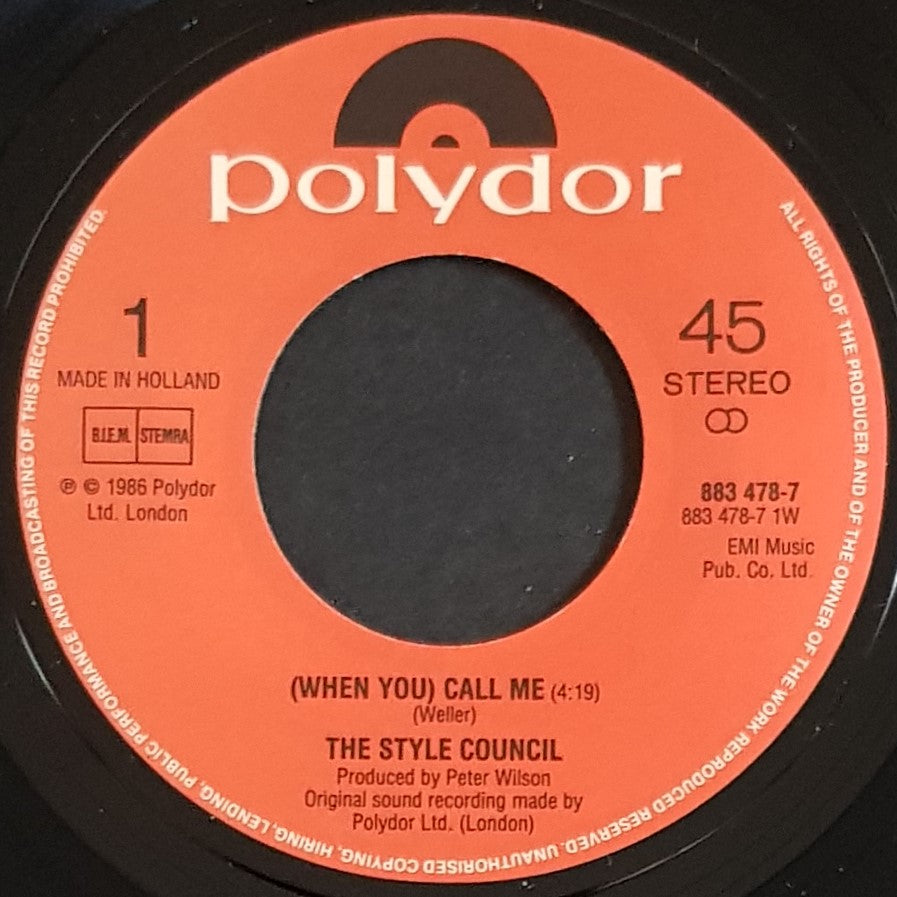 polydor
1
MADE IN HOLLAND
B.I.E.M. STEMRA
℗ © 1986 Polydor
Ltd. London
45
STEREO
883 478-7
883 478-7 1W
EMI Music
Pub. Co. Ltd.
(WHEN YOU) CALL ME (4:19)
(Weller)
THE STYLE COUNCIL
Produced by Peter Wilson
Original sound recording made by
Polydor Ltd. (London)
ALL RIGHTS OF THE PRODUCER AND OF THE OWNER OF THE WORK REPRODUCED RESERVED. UNAUTHORISED COPYING, HIRING, LENDING, PUBLIC PERFORMANCE AND BROADCASTING OF THIS RECORD PROHIBITED.